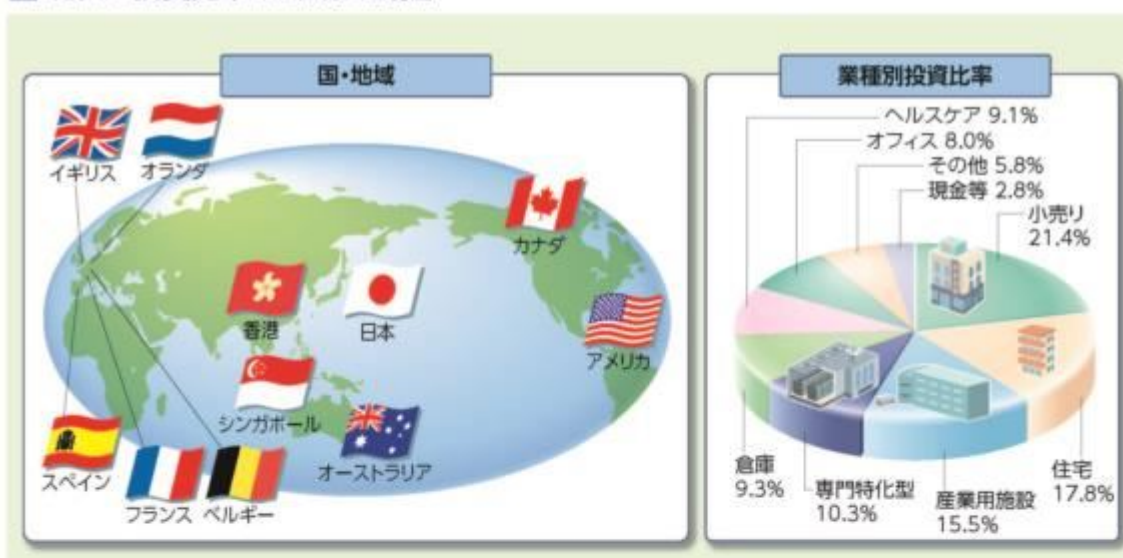 国・地域
イギリス
オランダ
カナダ
香港
日本
アメリカ
シンガポール
オーストラリア
スペイン
フランス
ベルギー
業種別投資比率
ヘルスケア 9.1%
オフィス 8.0%
その他 5.8%
現金等 2.8%
小売り
21.4%
住宅
17.8%
産業用施設
15.5%
専門特化型
10.3%
倉庫
9.3%